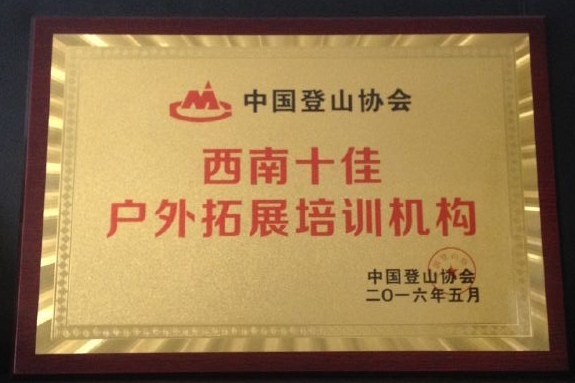 中国登山协会
西南十佳
户外拓展培训机构
中国登山协会
二〇一六年五月